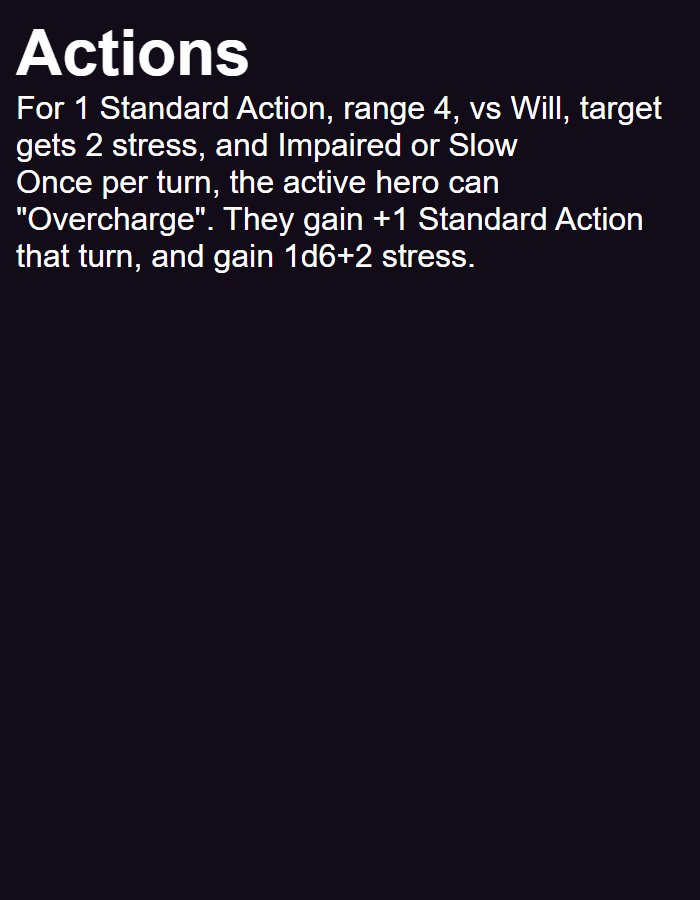 Actions
For 1 Standard Action, range 4, vs Will, target
gets 2 stress, and Impaired or Slow
Once per turn, the active hero can
"Overcharge". They gain +1 Standard Action
that turn, and gain 1d6+2 stress.